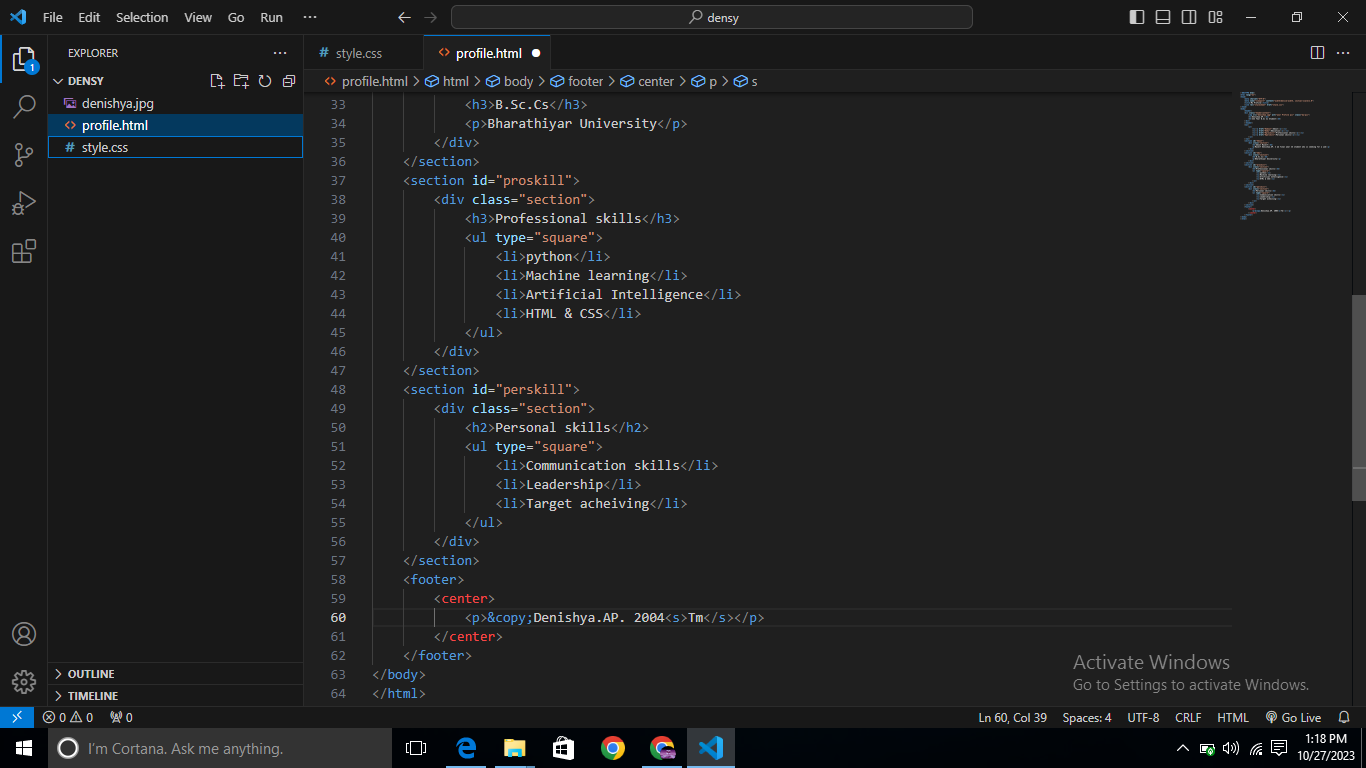 File Edit Selection View Go Run ··· densy
EXPLORER ···
style.css
profile.html
DENSY
profile.html > html > body > footer > center > p > s
denishya.jpg
profile.html
style.css
33 <h3>B.Sc.Cs</h3>
34 <p>Bharathiyar University</p>
35 </div>
36 </section>
37 <section id="proskill">
38 <div class="section">
39 <h3>Professional skills</h3>
40 <ul type="square">
41 <li>python</li>
42 <li>Machine learning</li>
43 <li>Artificial Intelligence</li>
44 <li>HTML & CSS</li>
45 </ul>
46 </div>
47 </section>
48 <section id="perskill">
49 <div class="section">
50 <h2>Personal skills</h2>
51 <ul type="square">
52 <li>Communication skills</li>
53 <li>Leadership</li>
54 <li>Target acheiving</li>
55 </ul>
56 </div>
57 </section>
58 <footer>
59 <center>
60 <p>&copy;Denishya.AP. 2004<s>Tm</s></p>
61 </center>
62 </footer>
63 </body>
64 </html>
1
OUTLINE
TIMELINE
Activate Windows
Go to Settings to activate Windows.
0 0 0 Ln 60, Col 39 Spaces: 4 UTF-8 CRLF HTML Go Live
I'm Cortana. Ask me anything.
1:18 PM
10/27/2023